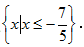 {x|x ≤ −7/5}.